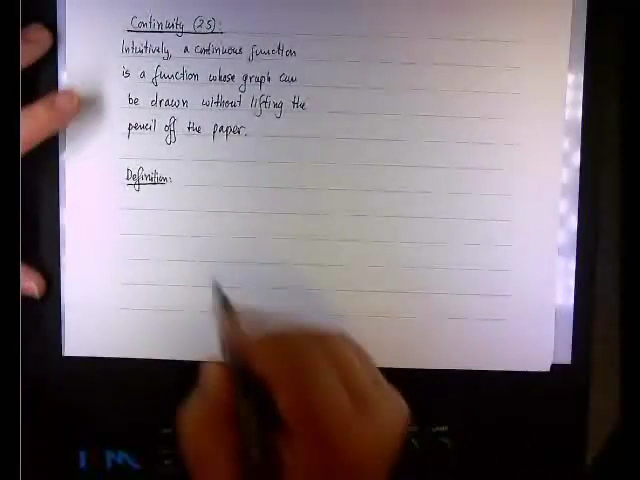 Continuity (2.5):
Intuitively, a continuous function
is a function whose graph can
be drawn without lifting the
pencil off the paper.
Definition: